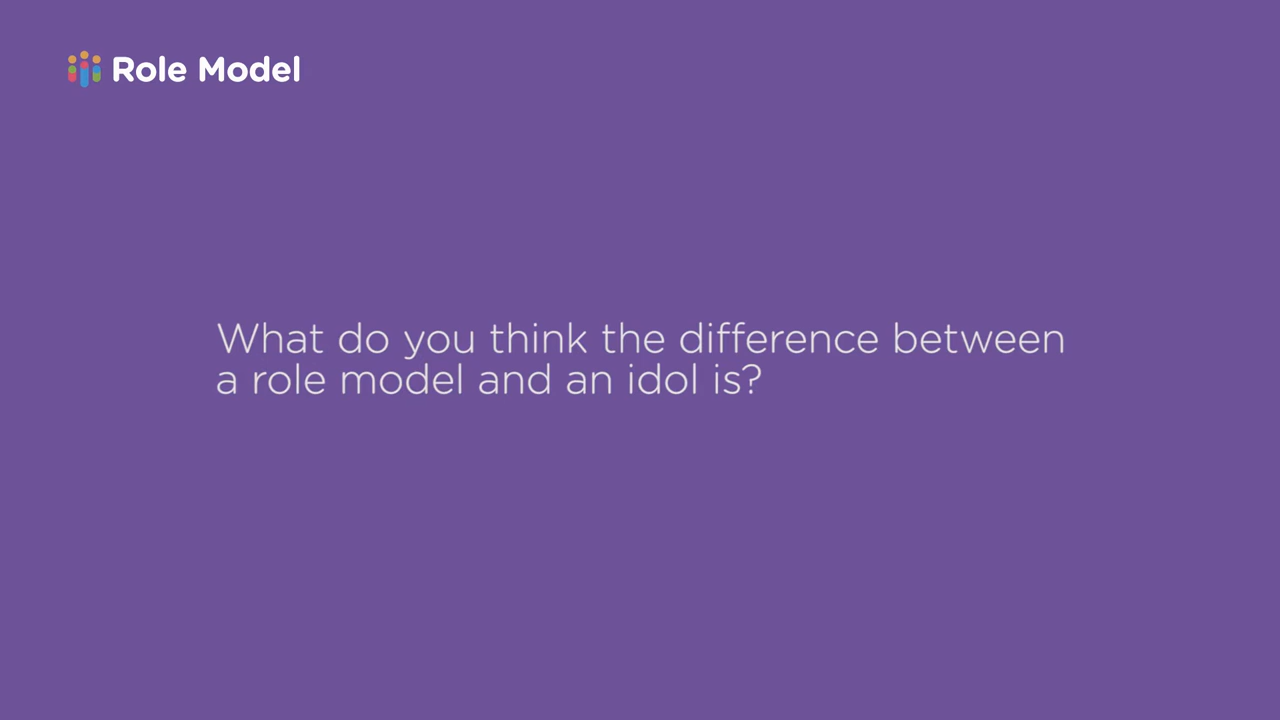 Role Model
What do you think the difference between
a role model and an idol is?